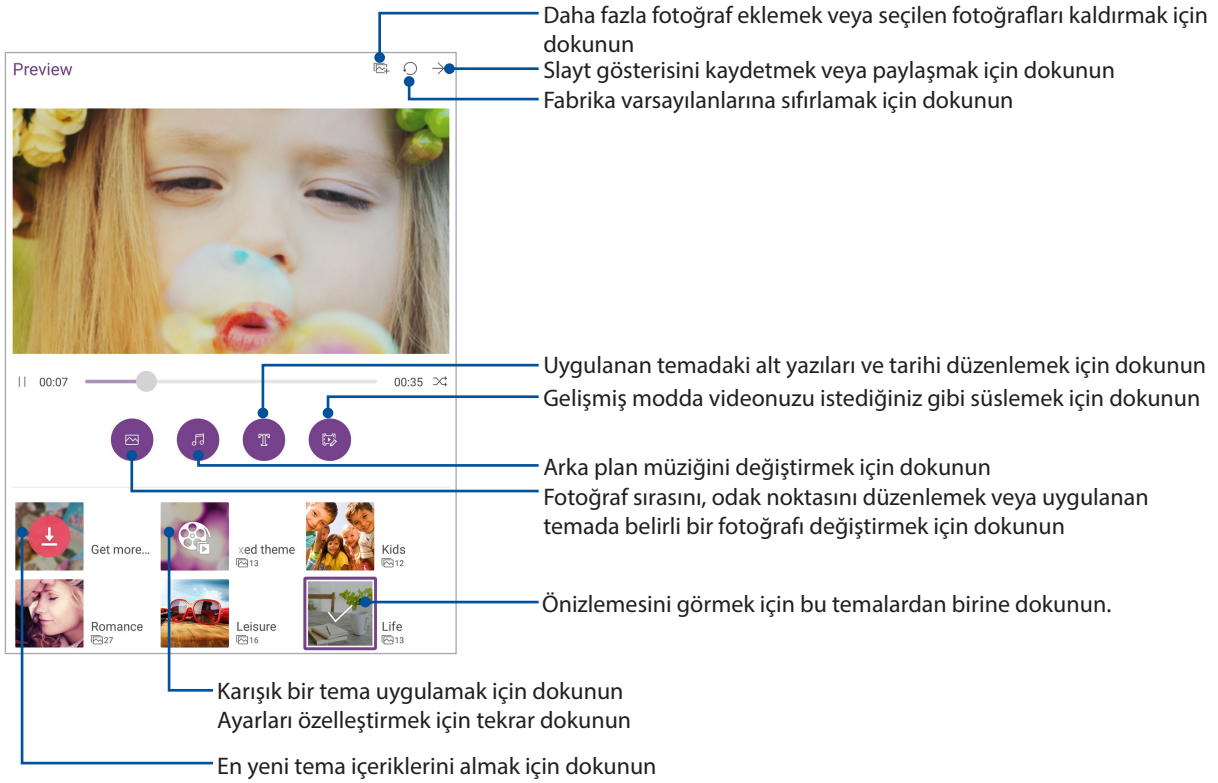 Daha fazla fotoğraf eklemek veya seçilen fotoğrafları kaldırmak için
dokunun
Preview
Slayt gösterisini kaydetmek veya paylaşmak için dokunun
Fabrika varsayılanlarına sıfırlamak için dokunun
Uygulanan temadaki alt yazıları ve tarihi düzenlemek için dokunun
00:07
00:35
Gelişmiş modda videonuzu istediğiniz gibi süslemek için dokunun
T
Arka plan müziğini değiştirmek için dokunun
Fotoğraf sırasını, odak noktasını düzenlemek veya uygulanan
temada belirli bir fotoğrafı değiştirmek için dokunun
Get more...
xed theme
13
Kids
12
Önizlemesini görmek için bu temalardan birine dokunun.
Romance
27
Leisure
16
Life
13
Karışık bir tema uygulamak için dokunun
Ayarları özelleştirmek için tekrar dokunun
En yeni tema içeriklerini almak için dokunun